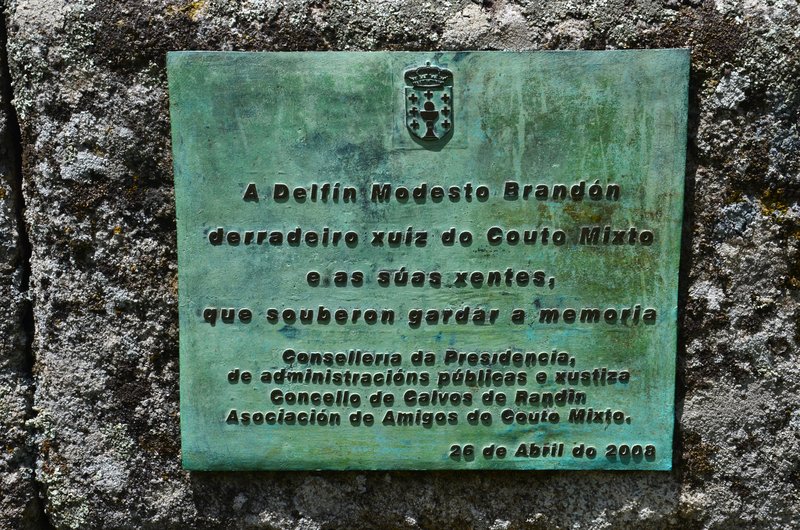 A Delfín Modesto Brandón
derradeiro xuiz do Couto Mixto
e as súas xentes,
que souberon gardar a memoria
Consellería da Presidencia,
de administracións públicas e xustiza
Concello de Calvos de Randín
Asociación de Amigos do Couto Mixto.
26 de Abril do 2008